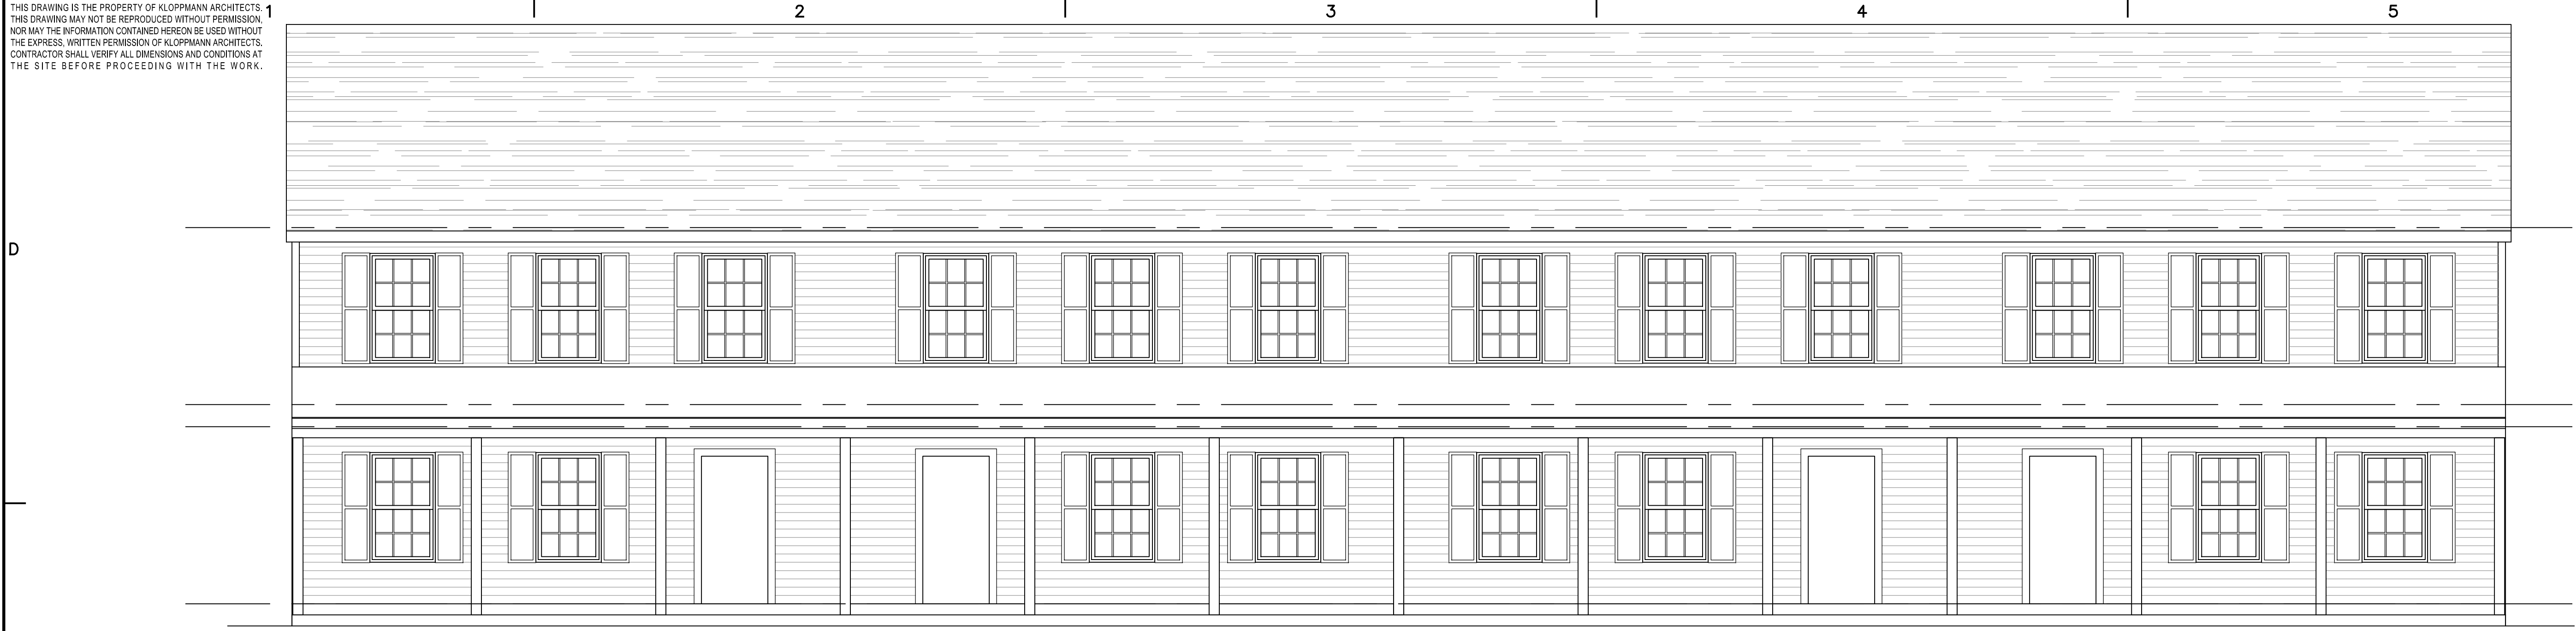 THIS DRAWING IS THE PROPERTY OF KLOPPMANN ARCHITECTS.
THIS DRAWING MAY NOT BE REPRODUCED WITHOUT PERMISSION,
NOR MAY THE INFORMATION CONTAINED HEREON BE USED WITHOUT
THE EXPRESS, WRITTEN PERMISSION OF KLOPPMANN ARCHITECTS.
CONTRACTOR SHALL VERIFY ALL DIMENSIONS AND CONDITIONS AT
THE SITE BEFORE PROCEEDING WITH THE WORK.
1 2 3 4 5
D